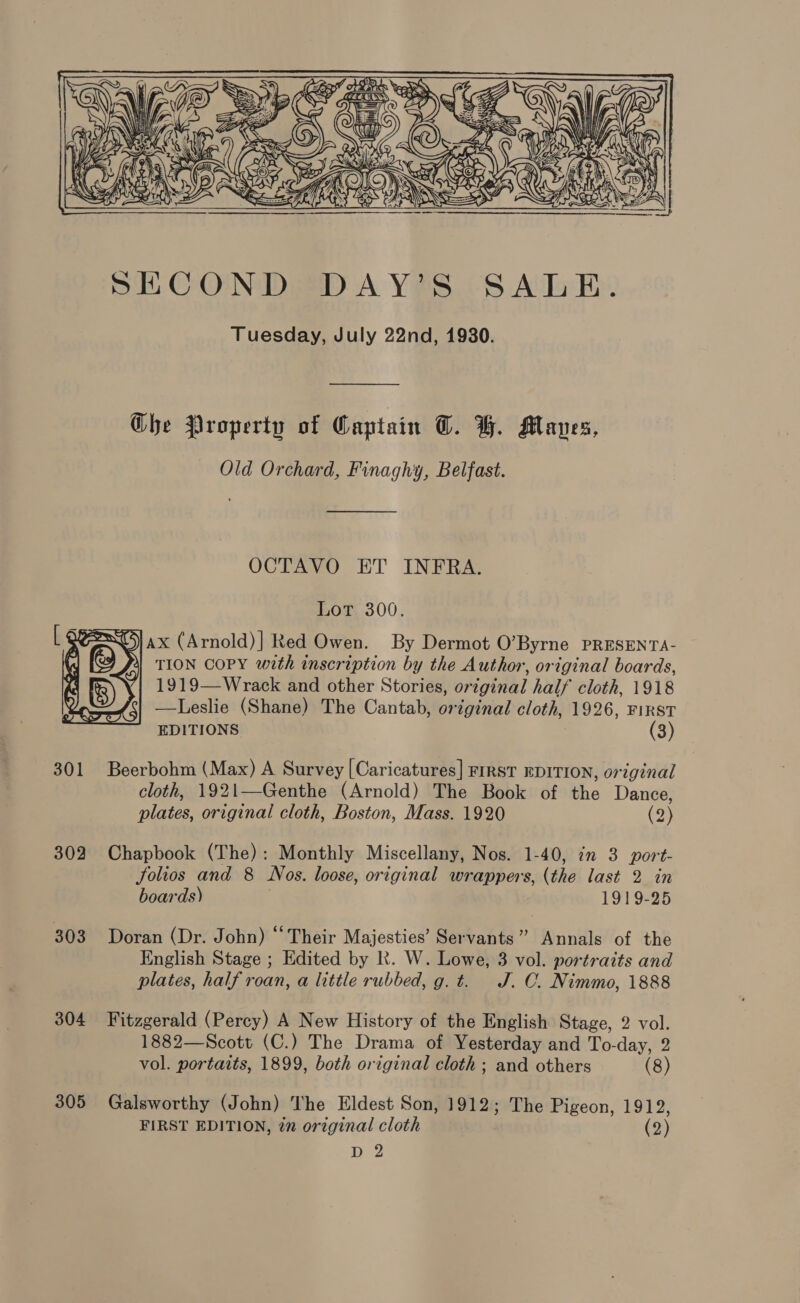 SECOND DAY'S SALE.
Tuesday, July 22nd, 1930.
The Property of Captain C. H. Mayes,
Old Orchard, Finaghy, Belfast.
OCTAVO ET INFRA.
LOT 300.
[Bax (Arnold)] Red Owen. By Dermot O'Byrne PRESENTA-
TION COPY with inscription by the Author, original boards,
1919—Wrack and other Stories, original half cloth, 1918
—Leslie (Shane) The Cantab, original cloth, 1926, FIRST
EDITIONS (3)
301 Beerbohm (Max) A Survey [Caricatures] FIRST EDITION, original
cloth, 1921—Genthe (Arnold) The Book of the Dance,
plates, original cloth, Boston, Mass. 1920 (2)
302 Chapbook (The): Monthly Miscellany, Nos. 1-40, in 3 port-
folios and 8 Nos. loose, original wrappers, (the last 2 in
boards) 1919-25
303 Doran (Dr. John) "Their Majesties' Servants" Annals of the
English Stage; Edited by R. W. Lowe, 3 vol. portraits and
plates, half roan, a little rubbed, g. t. J. C. Nimmo, 1888
304 Fitzgerald (Percy) A New History of the English Stage, 2 vol.
1882—Scott (C.) The Drama of Yesterday and To-day, 2
vol. portaits, 1899, both original cloth; and others (8)
305 Galsworthy (John) The Eldest Son, 1912; The Pigeon, 1912,
FIRST EDITION, in original cloth (2)
D 2